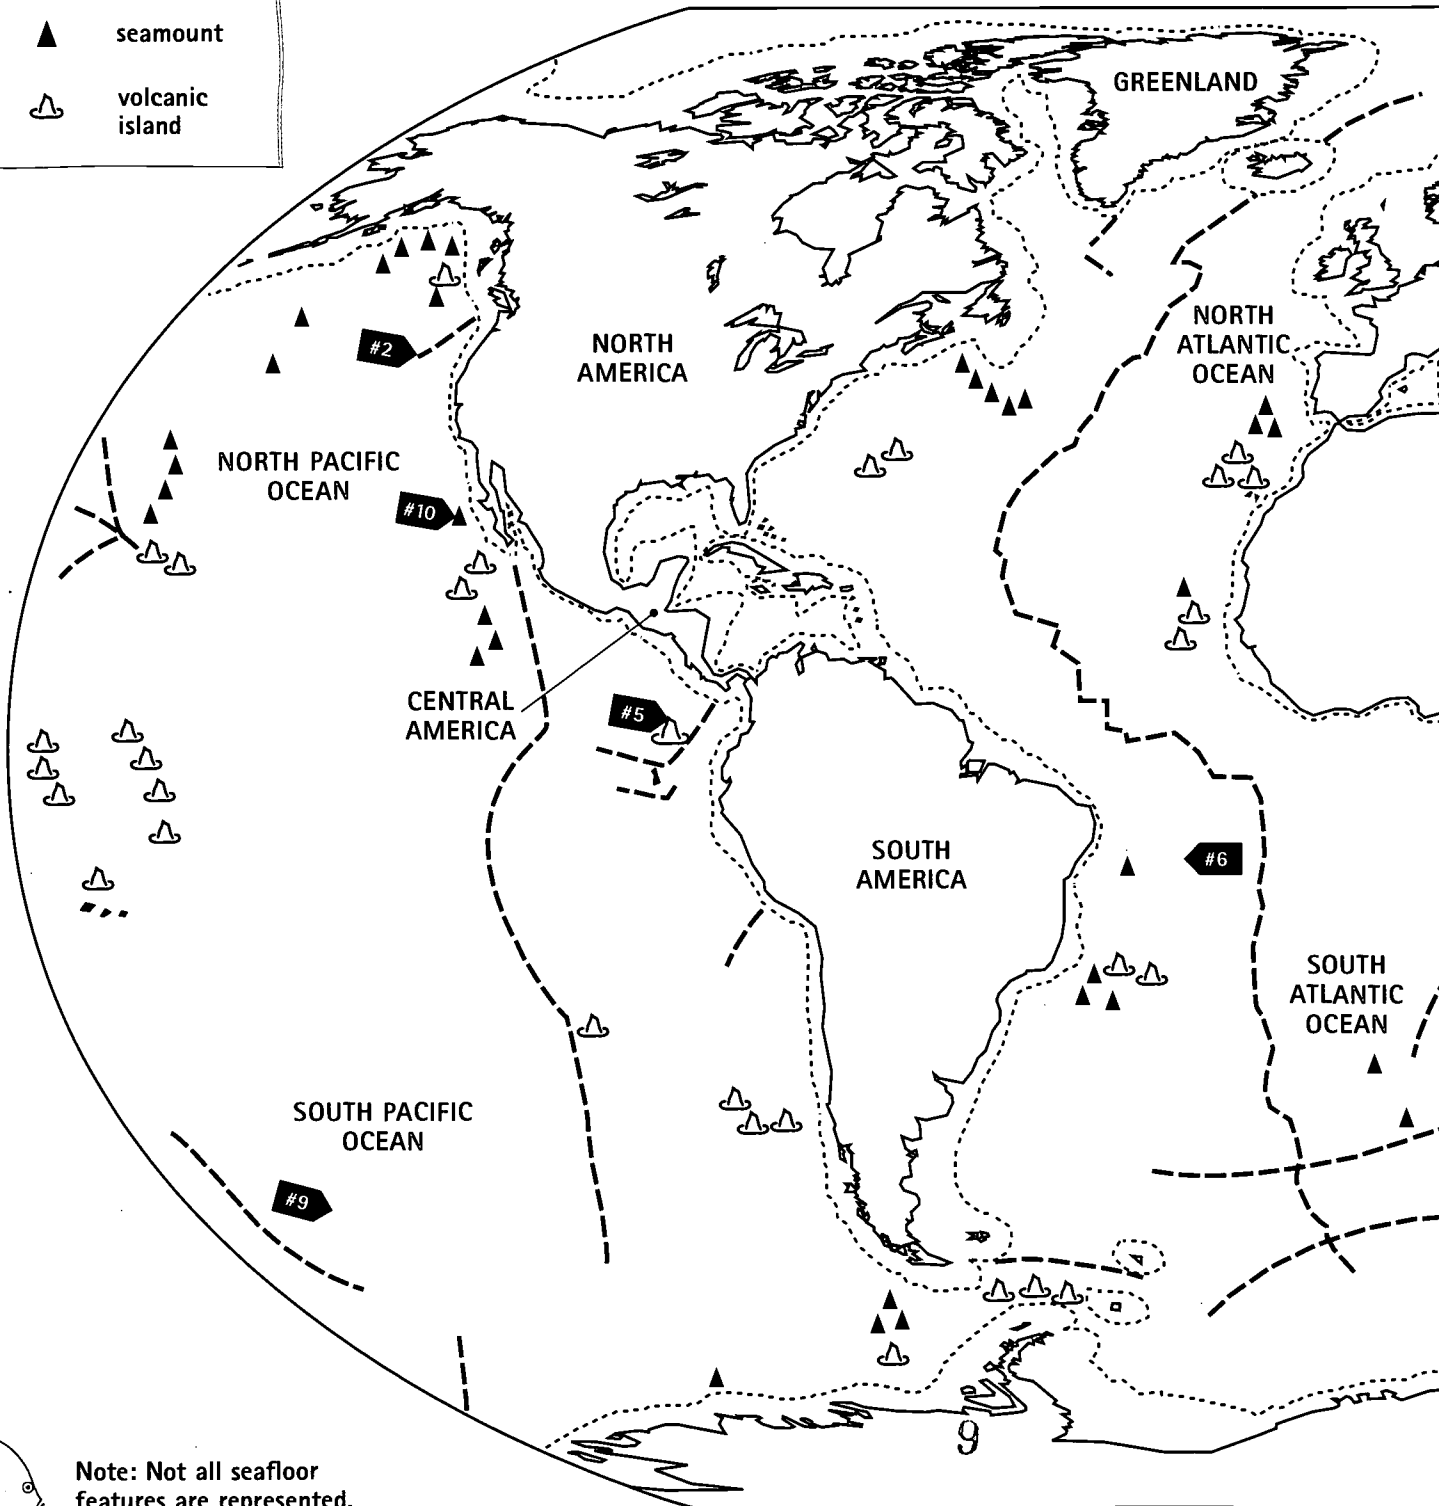 seamount
volcanic
island
GREENLAND
#2
NORTH
AMERICA
NORTH
ATLANTIC
OCEAN
NORTH PACIFIC
OCEAN
#10
CENTRAL
AMERICA
#5
SOUTH
AMERICA
#6
SOUTH
ATLANTIC
OCEAN
SOUTH PACIFIC
OCEAN
#9
9
Note: Not all seafloor
features are represented.